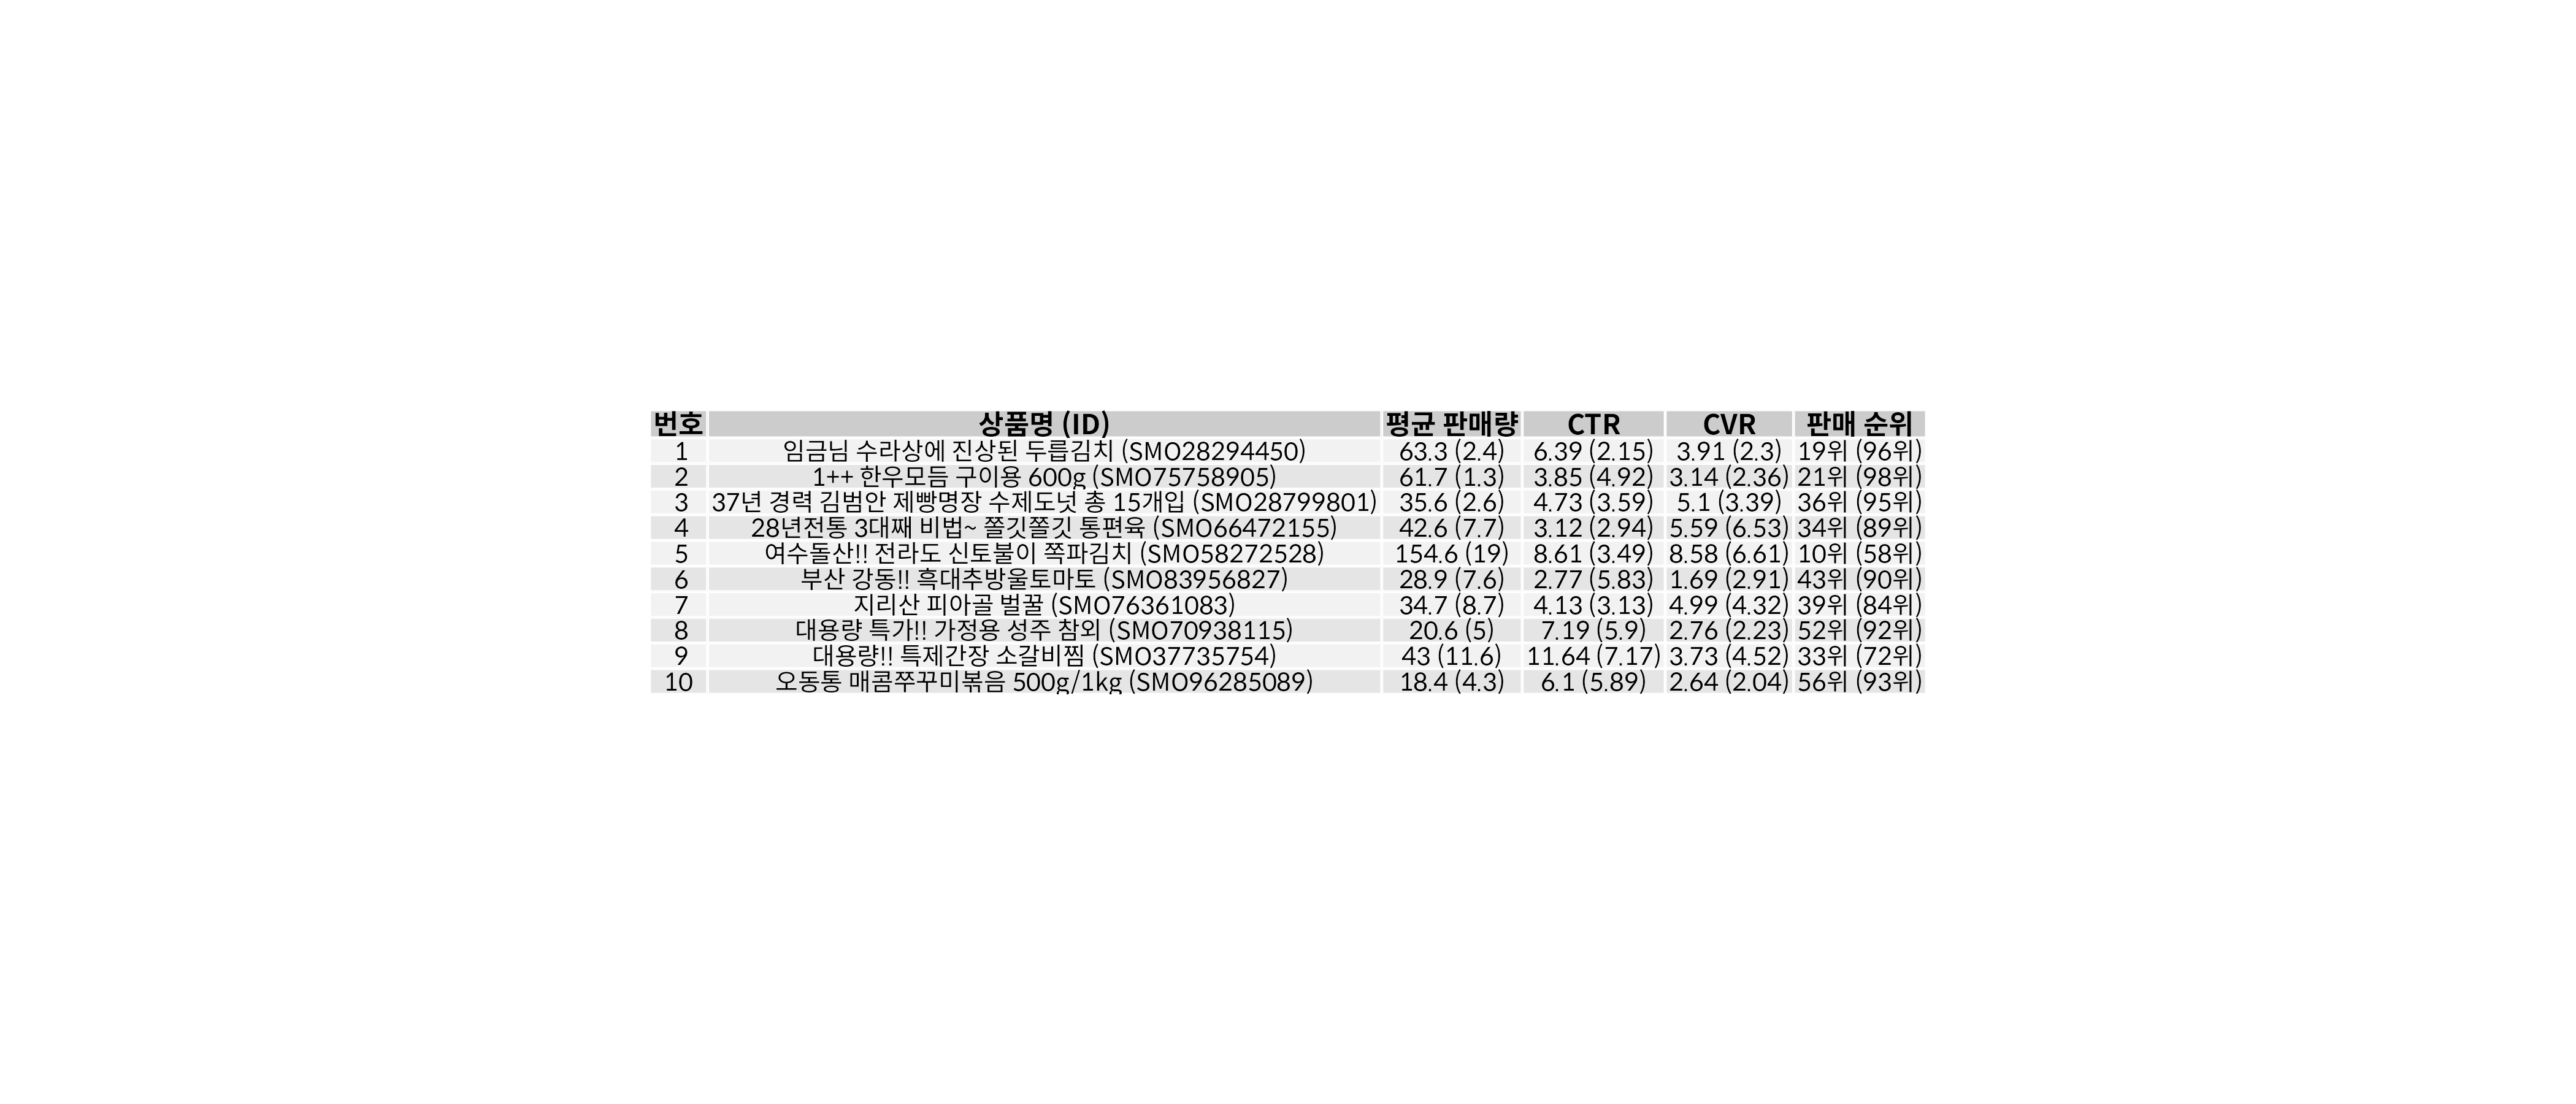 번호 상품명 (ID) 평균 판매량 CTR CVR 판매 순위
1 임금님 수라상에 진상된 두릅김치 (SMO28294450) 63.3 (2.4) 6.39 (2.15) 3.91 (2.3) 19위 (96위)
2 1++ 한우모듬 구이용 600g (SMO75758905) 61.7 (1.3) 3.85 (4.92) 3.14 (2.36) 21위 (98위)
3 37년 경력 김범안 제빵명장 수제도넛 총 15개입 (SMO28799801) 35.6 (2.6) 4.73 (3.59) 5.1 (3.39) 36위 (95위)
4 28년전통 3대째 비법~ 쫄깃쫄깃 통편육 (SMO66472155) 42.6 (7.7) 3.12 (2.94) 5.59 (6.53) 34위 (89위)
5 여수돌산!! 전라도 신토불이 쪽파김치 (SMO58272528) 154.6 (19) 8.61 (3.49) 8.58 (6.61) 10위 (58위)
6 부산 강동!! 흑대추방울토마토 (SMO83956827) 28.9 (7.6) 2.77 (5.83) 1.69 (2.91) 43위 (90위)
7 지리산 피아골 벌꿀 (SMO76361083) 34.7 (8.7) 4.13 (3.13) 4.99 (4.32) 39위 (84위)
8 대용량 특가!! 가정용 성주 참외 (SMO70938115) 20.6 (5) 7.19 (5.9) 2.76 (2.23) 52위 (92위)
9 대용량!! 특제간장 소갈비찜 (SMO37735754) 43 (11.6) 11.64 (7.17) 3.73 (4.52) 33위 (72위)
10 오동통 매콤쭈꾸미볶음 500g/1kg (SMO96285089) 18.4 (4.3) 6.1 (5.89) 2.64 (2.04) 56위 (93위)